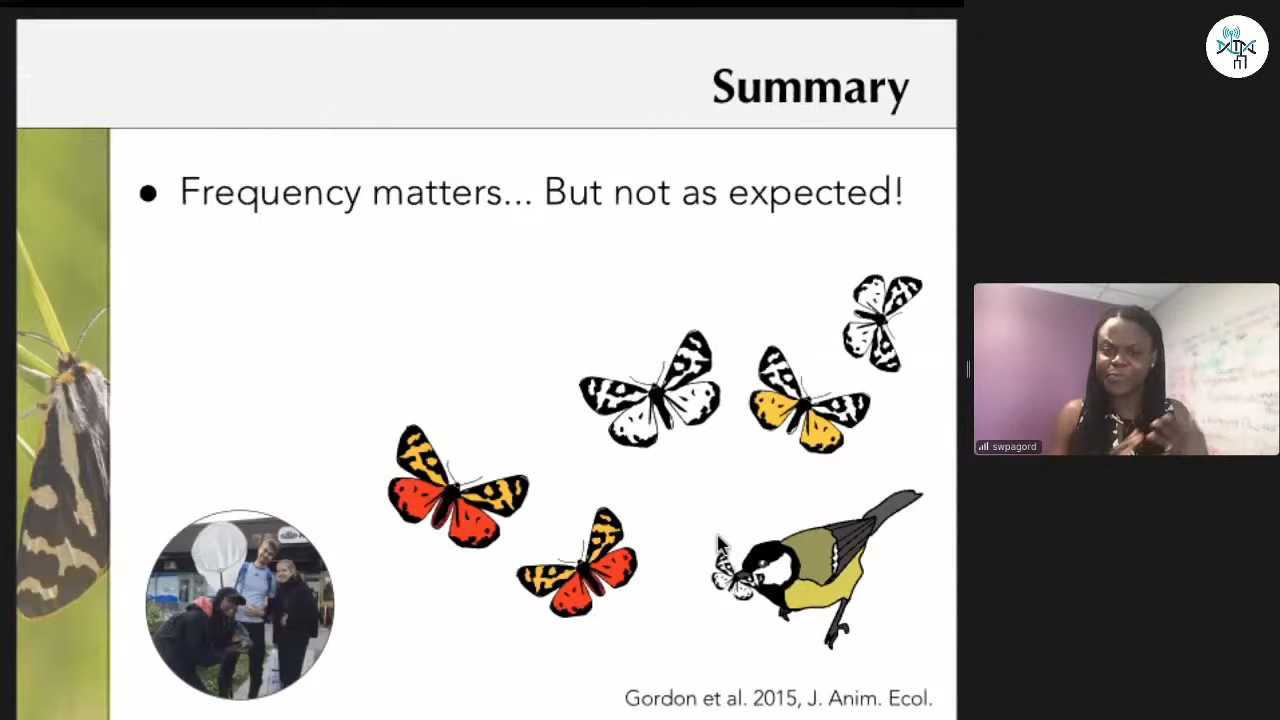 Summary
● Frequency matters... But not as expected!
swpagord
Gordon et al. 2015, J. Anim. Ecol.